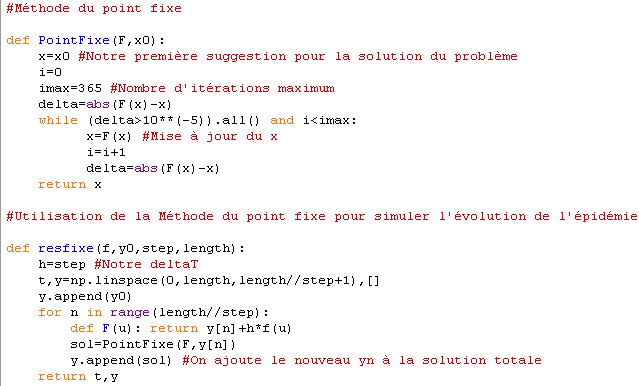 #Méthode du point fixe
def PointFixe(F,x0):
x=x0 #Notre première suggestion pour la solution du problème
i=0
imax=365 #Nombre d'itérations maximum
delta=abs(F(x)-x)
while (delta>10**(-5)).all() and i<imax:
x=F(x) #Mise à jour du x
i=i+1
delta=abs(F(x)-x)
return x
#Utilisation de la Méthode du point fixe pour simuler l'évolution de l'épidémie
def resfixe(f,y0,step,length):
h=step #Notre deltaT
t,y=np.linspace(0,length,length//step+1),[]
y.append(y0)
for n in range(length//step):
def F(u): return y[n]+h*f(u)
sol=PointFixe(F,y[n])
y.append(sol) #On ajoute le nouveau yn à la solution totale
return t,y